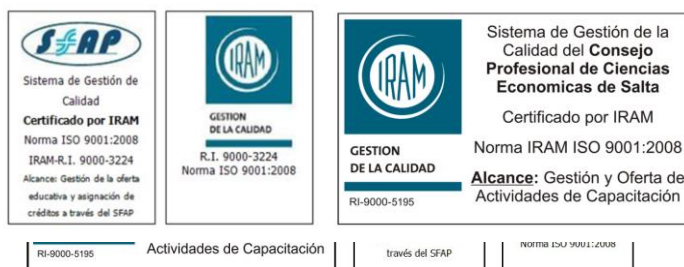 SFAP
Sistema de Gestión de
Calidad
Certificado por IRAM
Norma ISO 9001:2008
IRAM-R.I. 9000-3224
Alcance: Gestión de la oferta
educativa y asignación de
créditos a través del SFAP
IRAM
GESTION
DE LA CALIDAD
R.I. 9000-3224
Norma ISO 9001:2008
IRAM
GESTION
DE LA CALIDAD
RI-9000-5195
Sistema de Gestión de la
Calidad del Consejo
Profesional de Ciencias
Economicas de Salta
Certificado por IRAM
Norma IRAM ISO 9001:2008
Alcance: Gestión y Oferta de
Actividades de Capacitación
RI-9000-5195
Actividades de Capacitación
través del SFAP
Norma ISO 9001:2008